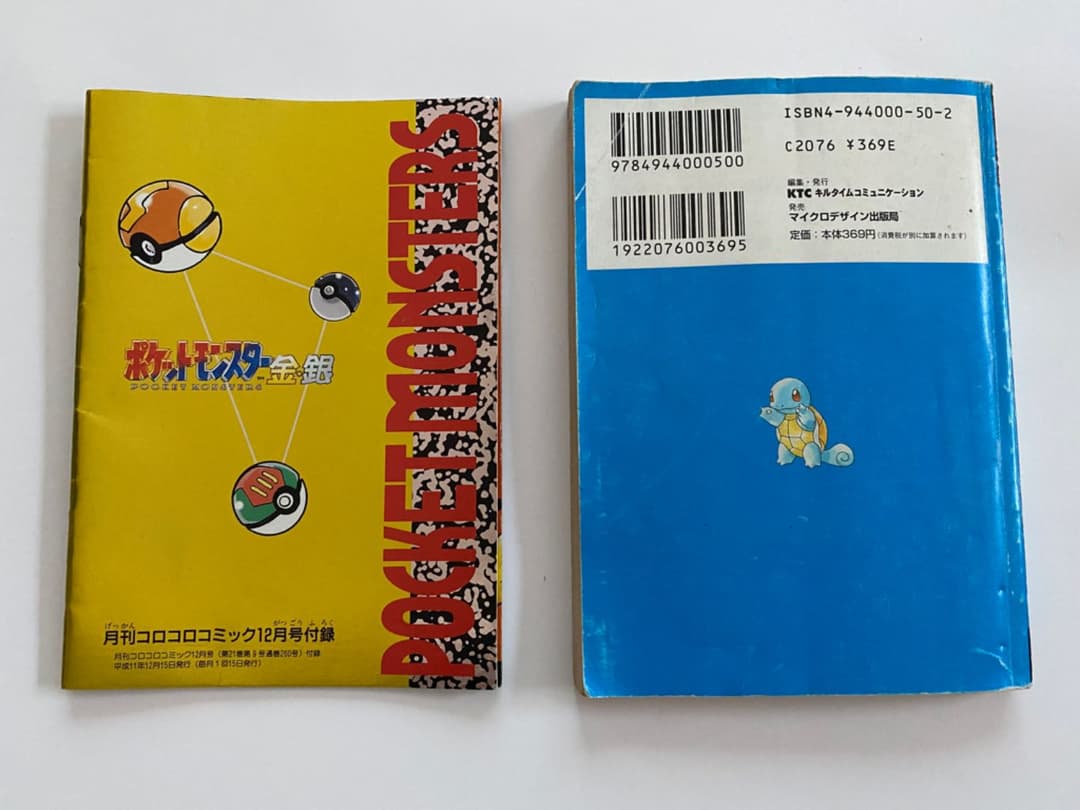 ポケットモンスター金・銀
POCKET MONSTERS
POCKET MONSTERS
げっかん がつごう ふろく
月刊コロコロコミック12月号付録
月刊コロコロコミック12月号(第21巻第9号通巻260号)付録
平成11年12月15日発行(毎月1回15日発行)
9784944000500
ISBN4-944000-50-2
C2076 ¥369E
1922076003695
編集・発行
KTC キルタイムコミュニケーション
発売
マイクロデザイン出版局
定価:本体369円(消費税が別に加算されます)